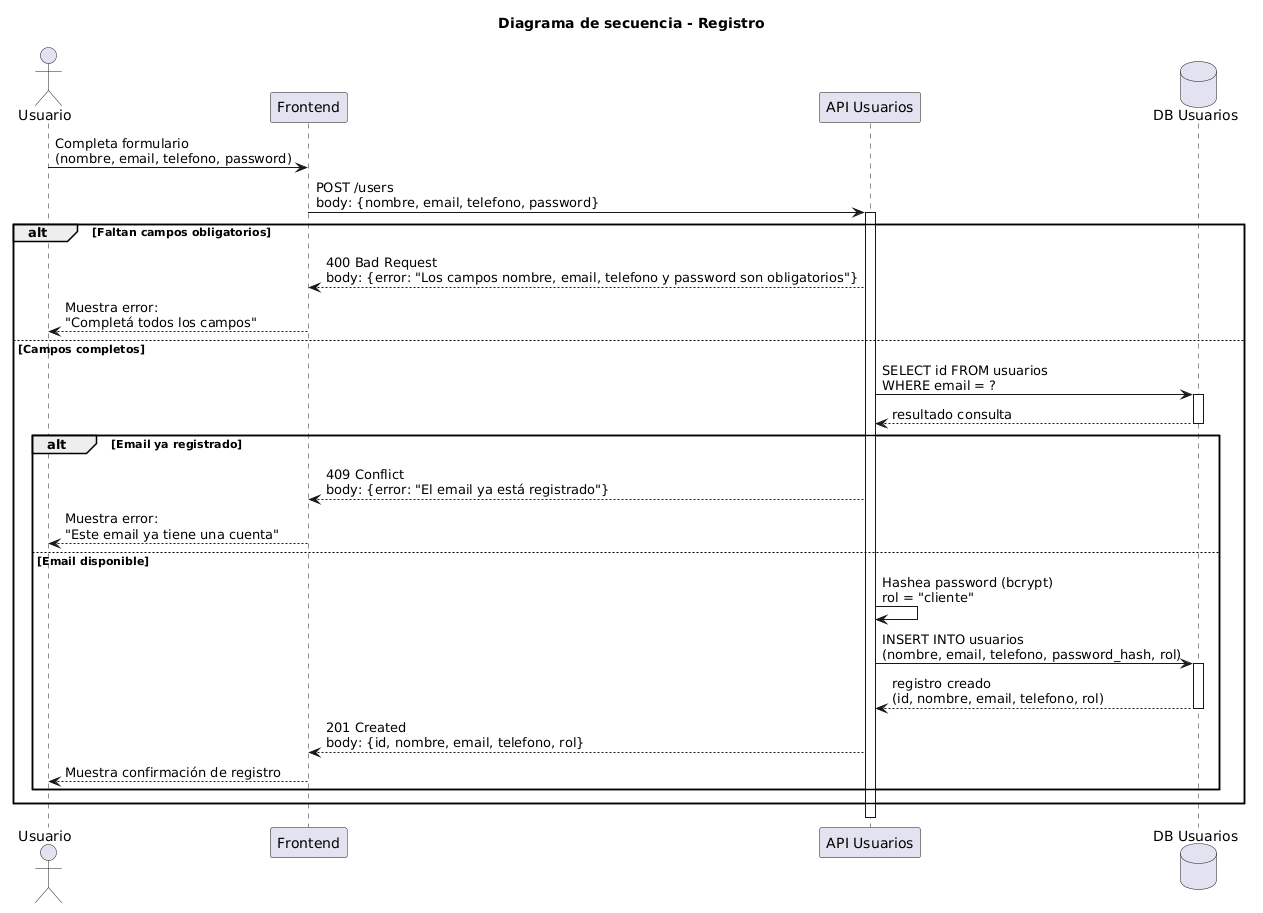 Diagrama de secuencia - Registro
Usuario
Frontend
API Usuarios
DB Usuarios
Completa formulario
(nombre, email, telefono, password)
POST /users
body: {nombre, email, telefono, password}
alt
[Faltan campos obligatorios]
400 Bad Request
body: {error: "Los campos nombre, email, telefono y password son obligatorios"}
Muestra error:
"Completá todos los campos"
[Campos completos]
SELECT id FROM usuarios
WHERE email = ?
resultado consulta
alt
[Email ya registrado]
409 Conflict
body: {error: "El email ya está registrado"}
Muestra error:
"Este email ya tiene una cuenta"
[Email disponible]
Hashea password (bcrypt)
rol = "cliente"
INSERT INTO usuarios
(nombre, email, telefono, password_hash, rol)
registro creado
(id, nombre, email, telefono, rol)
201 Created
body: {id, nombre, email, telefono, rol}
Muestra confirmación de registro
Usuario
Frontend
API Usuarios
DB Usuarios